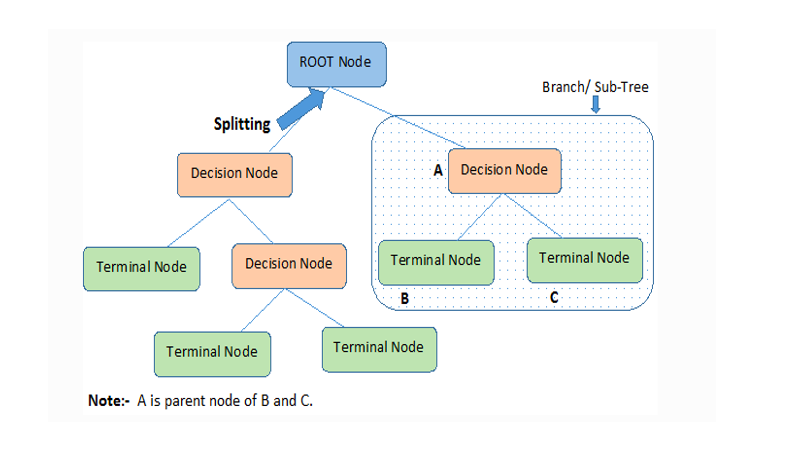 ROOT Node
Branch/ Sub-Tree
Splitting
Decision Node
A
Decision Node
Terminal Node
Decision Node
Terminal Node
Terminal Node
B
C
Terminal Node
Terminal Node
Note:- A is parent node of B and C.